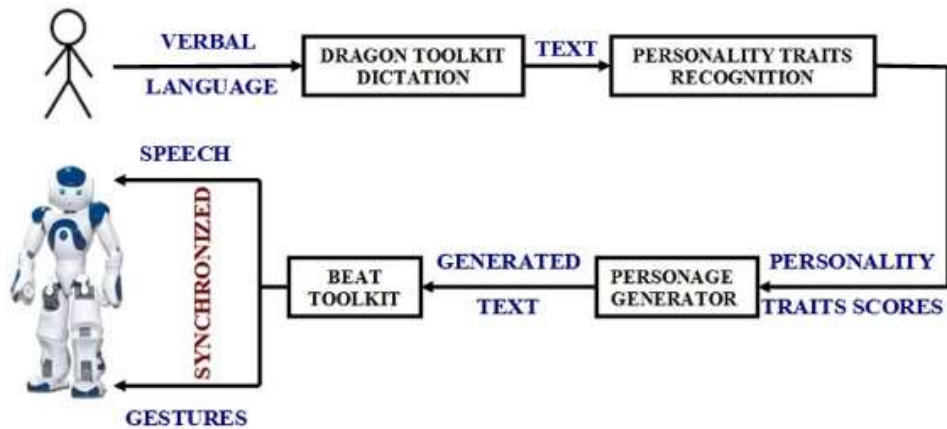 VERBAL
LANGUAGE
DRAGON TOOLKIT
DICTATION
TEXT
PERSONALITY TRAITS
RECOGNITION
SPEECH
SYNCHRONIZED
GESTURES
BEAT
TOOLKIT
GENERATED
TEXT
PERSONAGE
GENERATOR
PERSONALITY
TRAITS SCORES